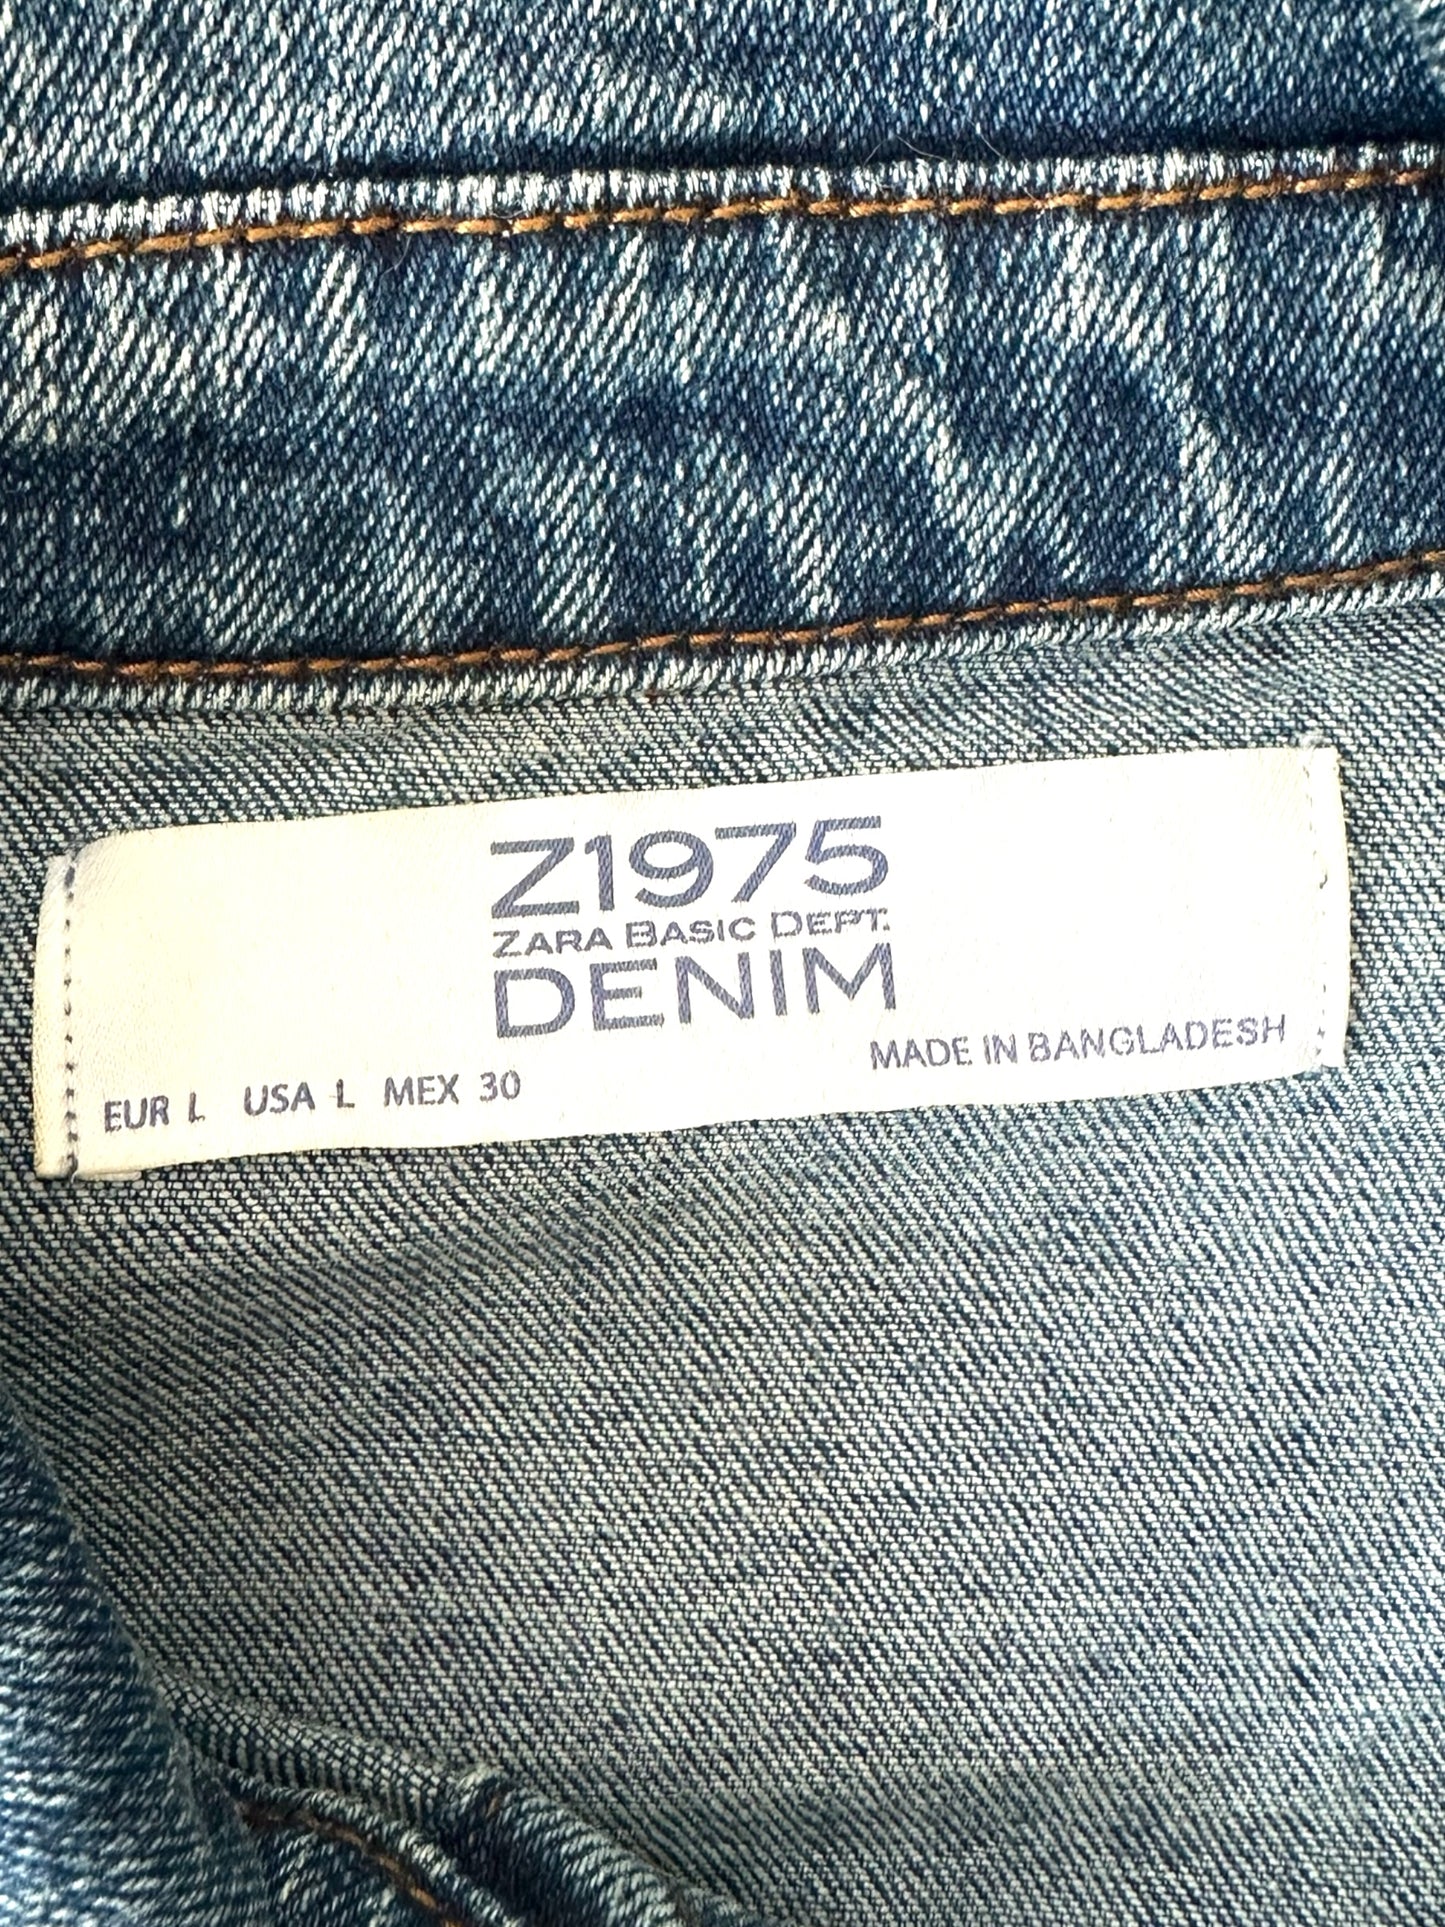 Z1975
ZARA BASIC DEPT.
DENIM
MADE IN BANGLADESH
EUR L USA L MEX 30